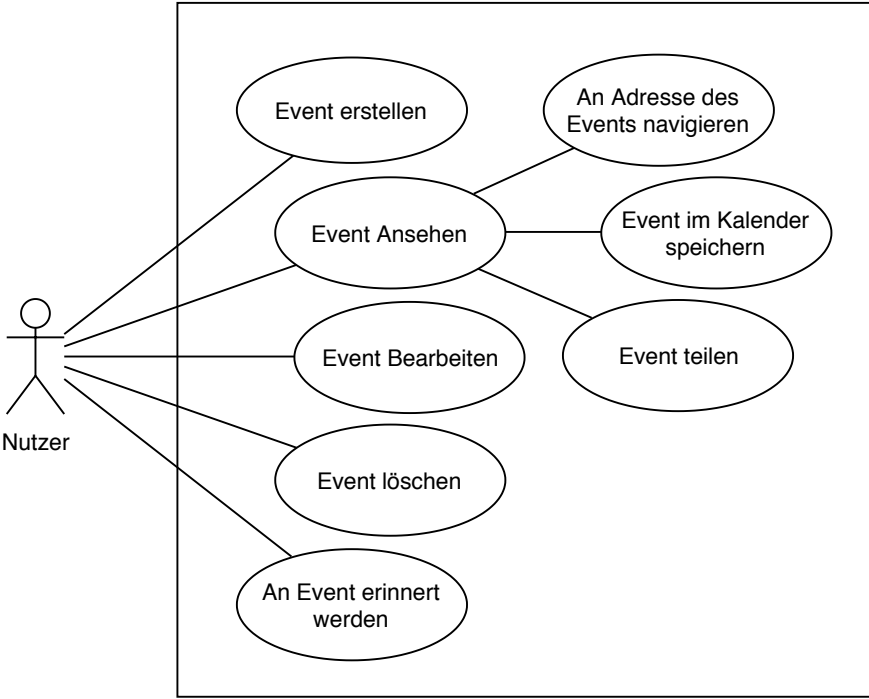 Event erstellen
An Adresse des
Events navigieren
Event Ansehen
Event im Kalender
speichern
Event Bearbeiten
Event teilen
Nutzer
Event löschen
An Event erinnert
werden